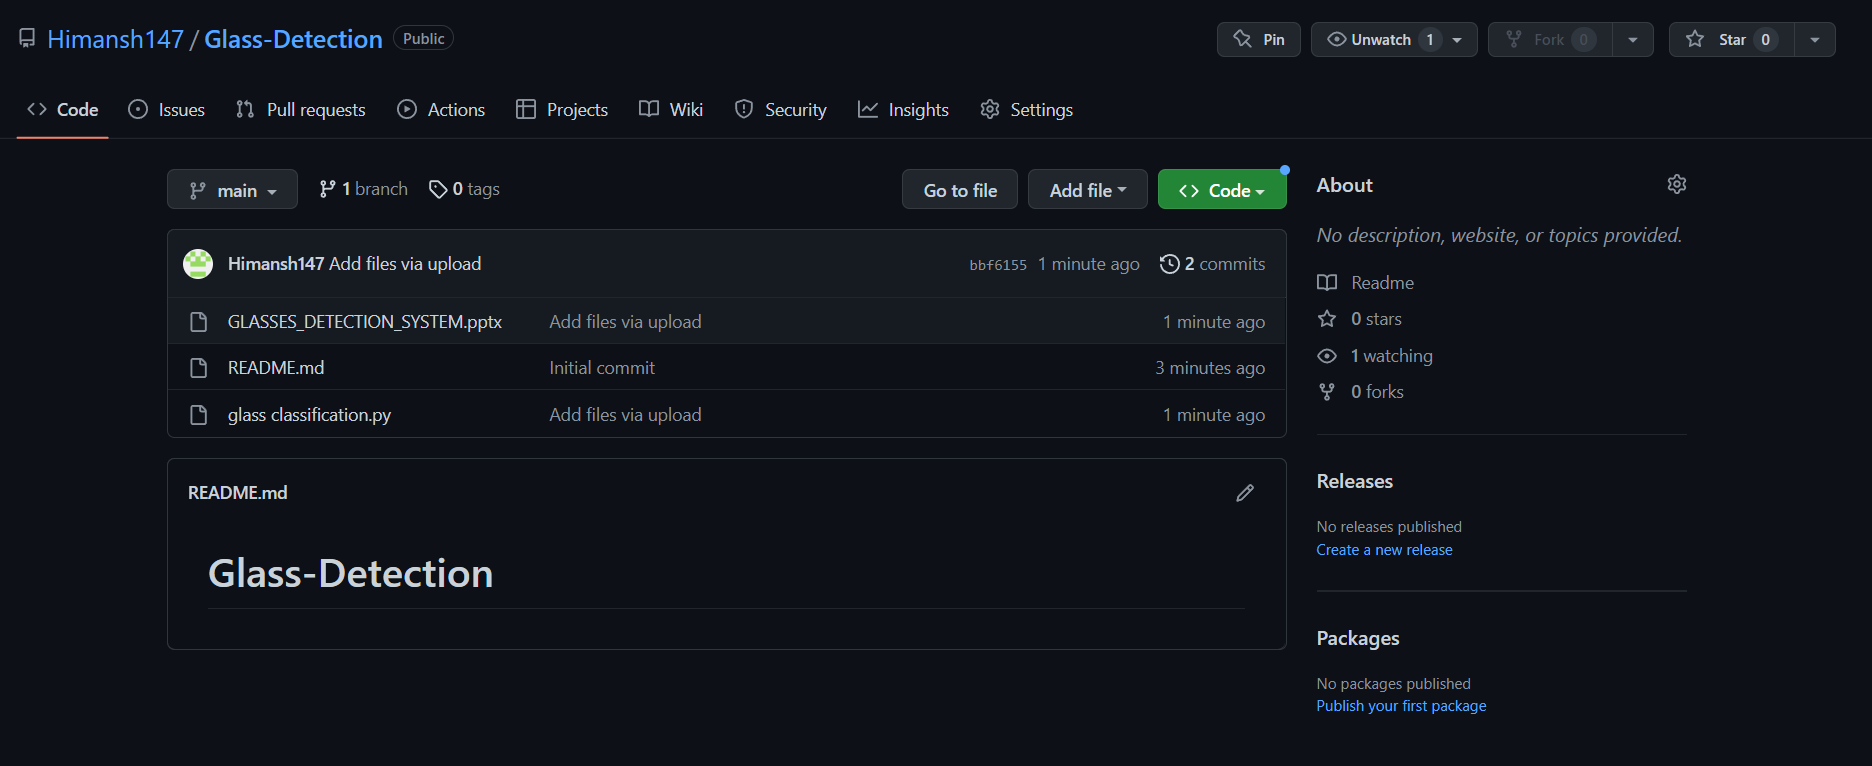 Himansh147 / Glass-Detection Public
Pin Unwatch 1 Fork 0 Star 0
Code Issues Pull requests Actions Projects Wiki Security Insights Settings
main 1 branch 0 tags Go to file Add file Code
Himansh147 Add files via upload bbf6155 1 minute ago 2 commits
GLASSES_DETECTION_SYSTEM.pptx Add files via upload 1 minute ago
README.md Initial commit 3 minutes ago
glass classification.py Add files via upload 1 minute ago
README.md
Glass-Detection
About
No description, website, or topics provided.
Readme
0 stars
1 watching
0 forks
Releases
No releases published
Create a new release
Packages
No packages published
Publish your first package